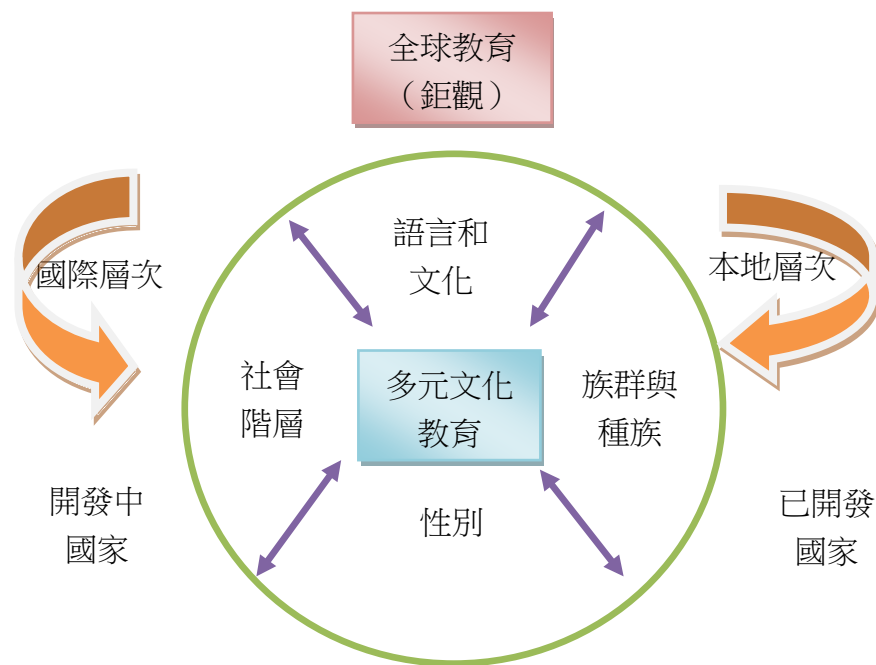 全球教育
（鉅觀）
語言和
文化
國際層次
本地層次
社會
階層
多元文化
教育
族群與
種族
開發中
國家
性別
已開發
國家